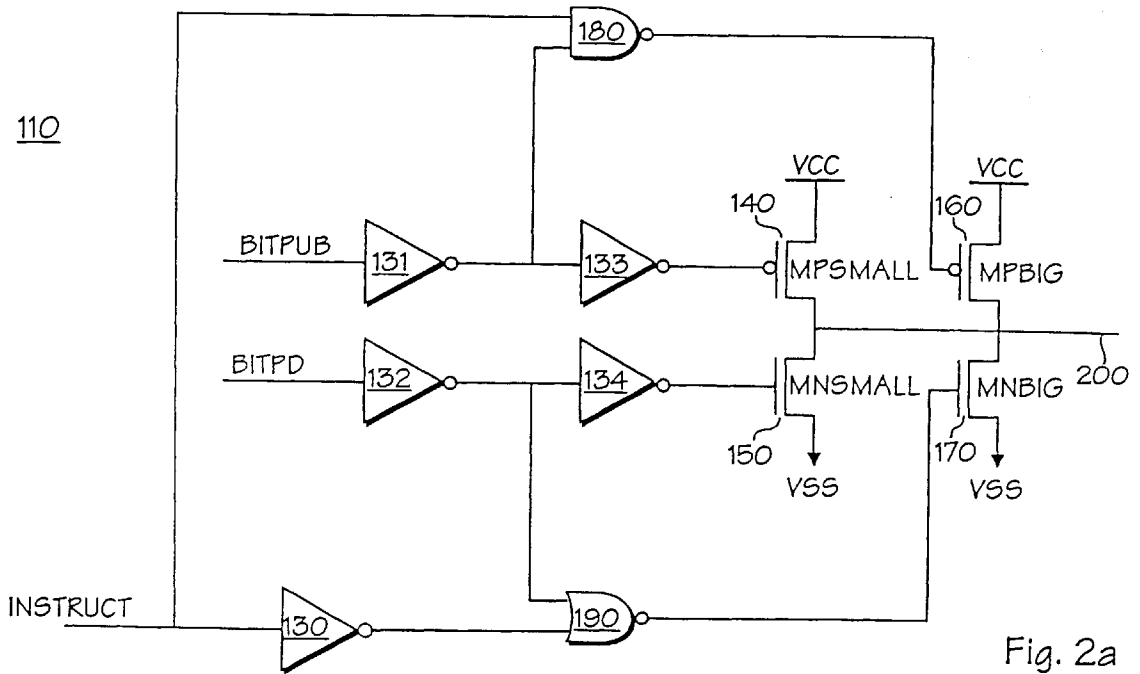 180
110
VCC
VCC
140
160
BITPUB
131
133
MPSMALL
MPBIG
BITPD
132
134
MNSMALL
MNBIG
200
150
170
VSS
VSS
INSTRUCT
130
190
Fig. 2a